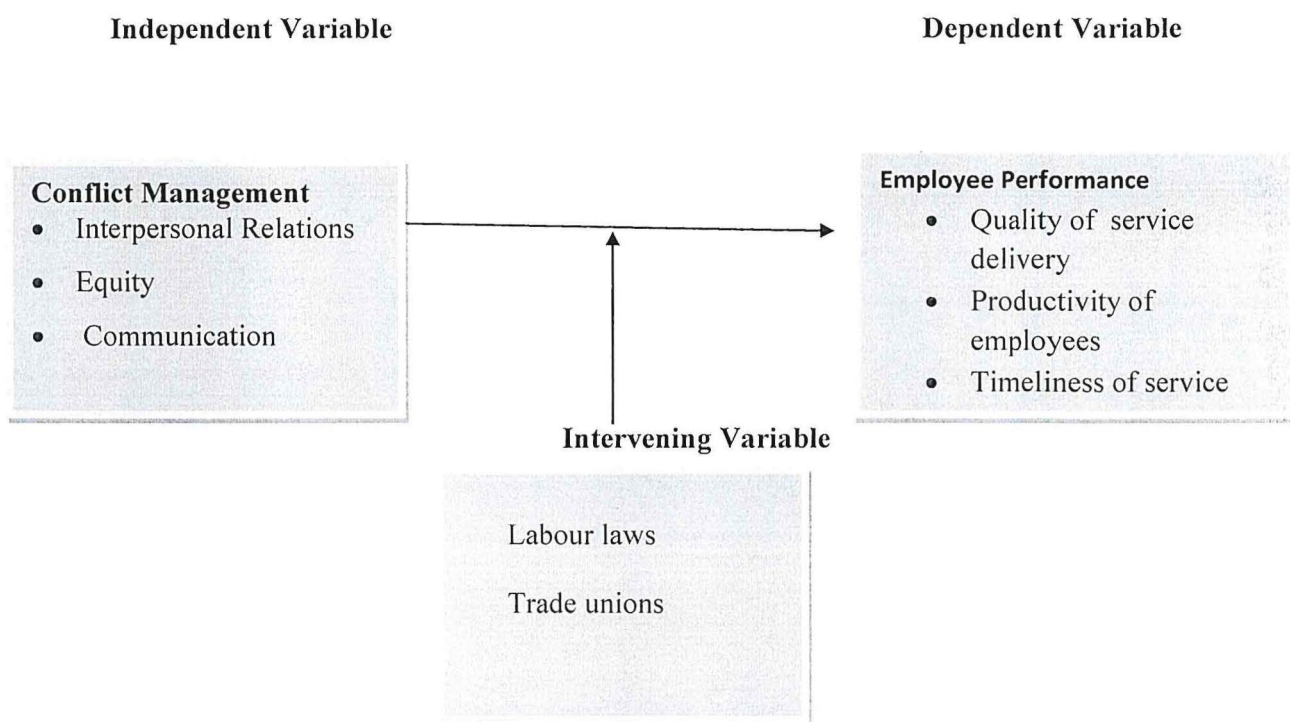 Independent Variable
Dependent Variable
Conflict Management
• Interpersonal Relations
• Equity
• Communication
Employee Performance
• Quality of service
delivery
• Productivity of
employees
• Timeliness of service
Intervening Variable
Labour laws
Trade unions